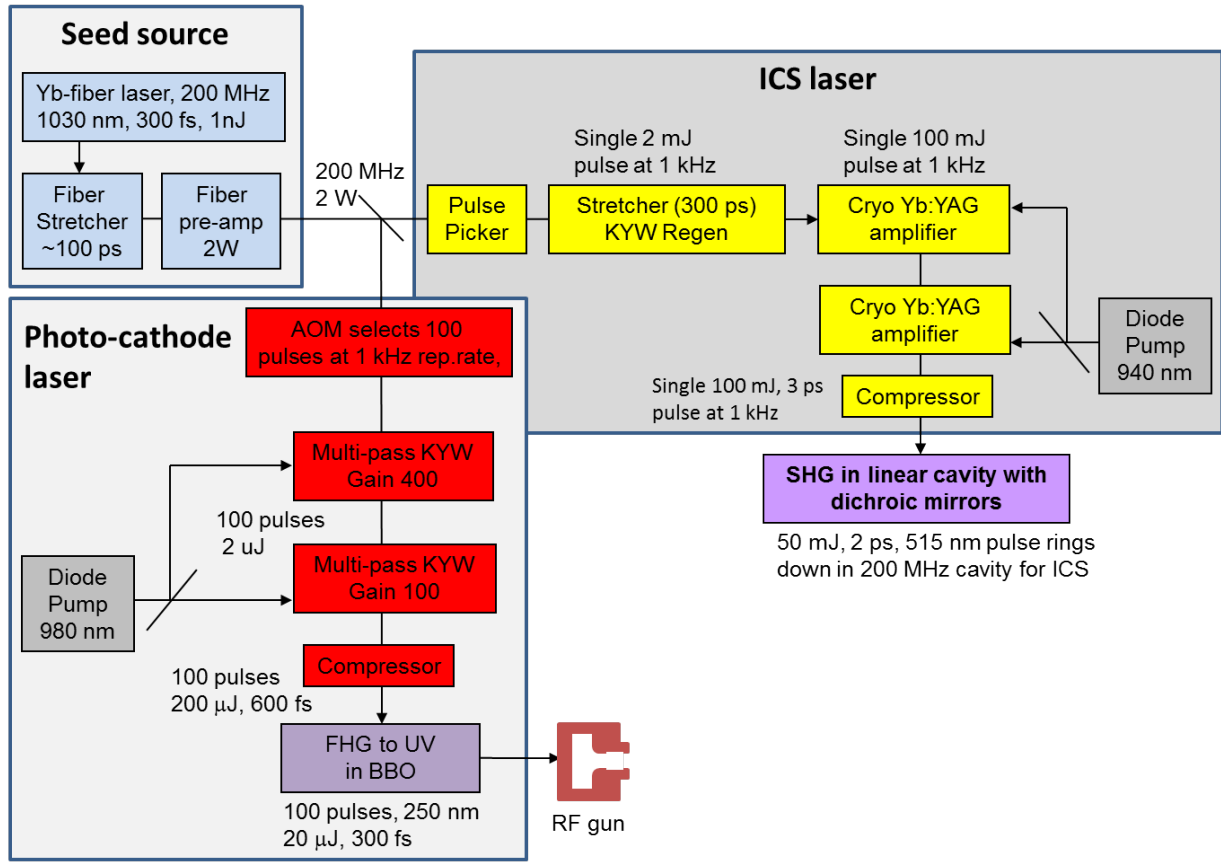 Seed source
Yb-fiber laser, 200 MHz
1030 nm, 300 fs, 1nJ
Fiber
Stretcher
~100 ps
Fiber
pre-amp
2W
200 MHz
2 W
ICS laser
Single 2 mJ
pulse at 1 kHz
Single 100 mJ
pulse at 1 kHz
Pulse
Picker
Stretcher (300 ps)
KYW Regen
Cryo Yb:YAG
amplifier
Cryo Yb:YAG
amplifier
Diode
Pump
940 nm
Single 100 mJ, 3 ps
pulse at 1 kHz
Compressor
SHG in linear cavity with
dichroic mirrors
50 mJ, 2 ps, 515 nm pulse rings
down in 200 MHz cavity for ICS
Photo-cathode
laser
AOM selects 100
pulses at 1 kHz rep.rate,
Multi-pass KYW
Gain 400
100 pulses
2 uJ
Multi-pass KYW
Gain 100
Diode
Pump
980 nm
Compressor
100 pulses
200 μJ, 600 fs
FHG to UV
in BBO
100 pulses, 250 nm
20 μJ, 300 fs
RF gun